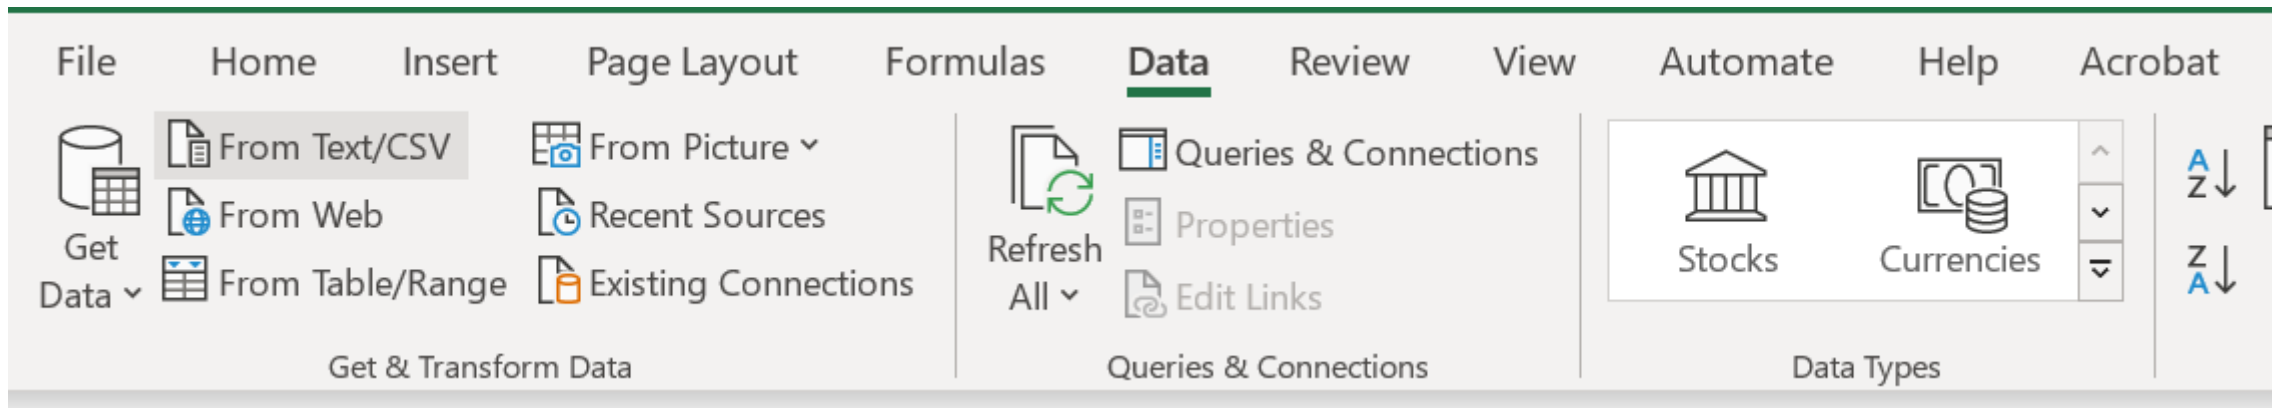 File Home Insert Page Layout Formulas Data Review View Automate Help Acrobat
Get
Data
From Text/CSV
From Web
From Table/Range
From Picture
Recent Sources
Existing Connections
Get & Transform Data
Refresh
All
Queries & Connections
Properties
Edit Links
Queries & Connections
Stocks
Currencies
Data Types
A
Z
Z
A